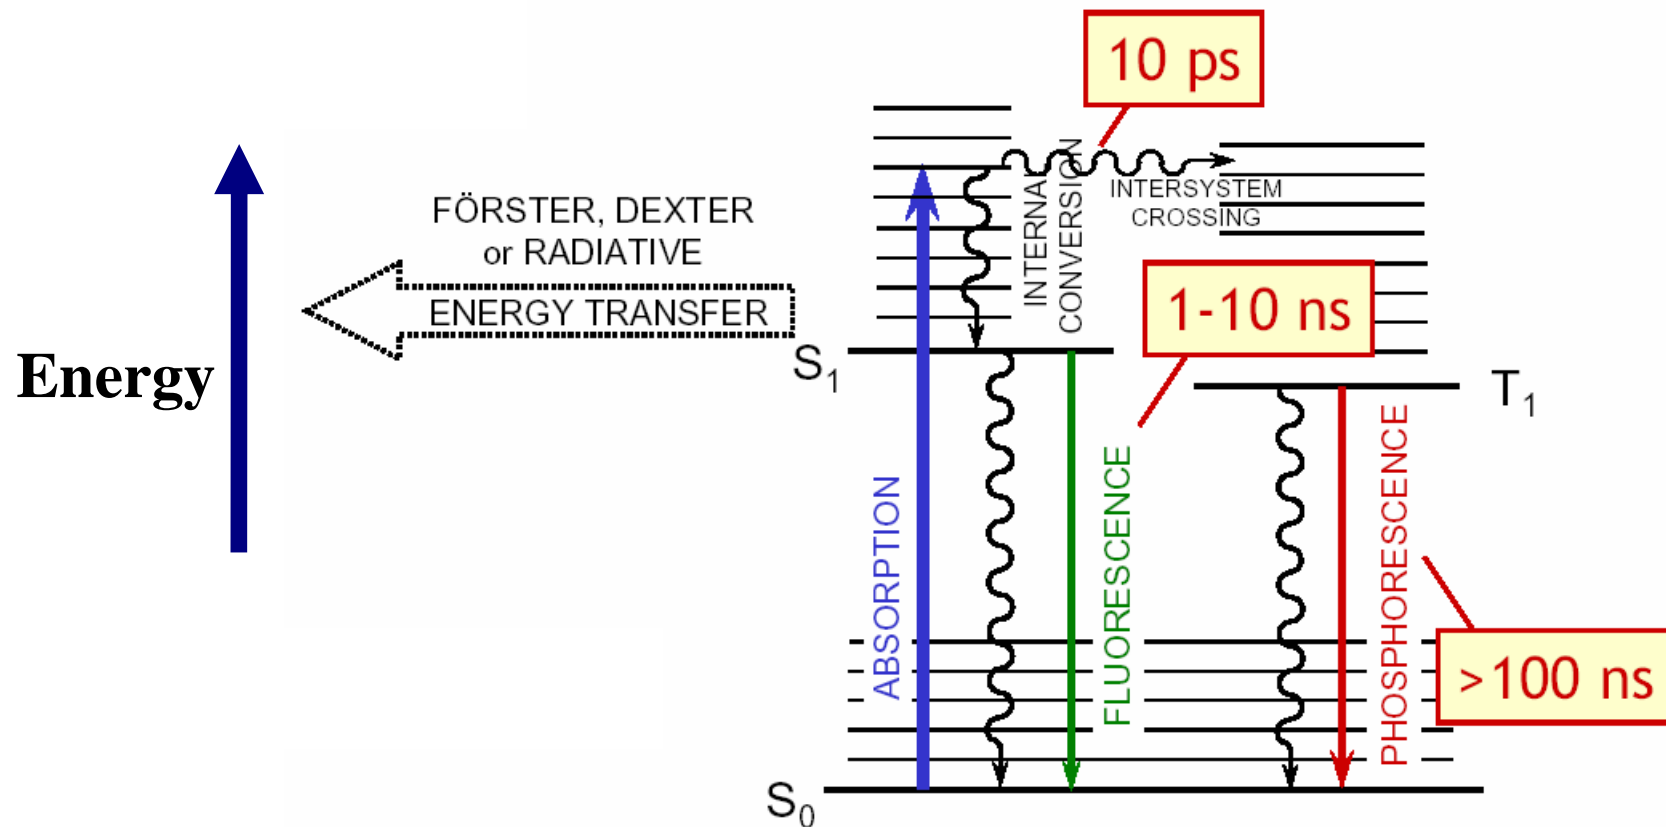 10 ps
FÖRSTER, DEXTER
or RADIATIVE
ENERGY TRANSFER
INTERNAL
CONVERSION
INTERSYSTEM
CROSSING
1-10 ns
Energy
S₁
T₁
ABSORPTION
FLUORESCENCE
PHOSPHORESCENCE
>100 ns
S₀